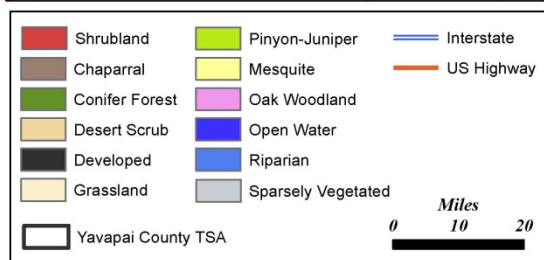 Shrubland
Chaparral
Conifer Forest
Desert Scrub
Developed
Grassland
Pinyon-Juniper
Mesquite
Oak Woodland
Open Water
Riparian
Sparsely Vegetated
Interstate
US Highway
Yavapai County TSA
Miles
0 10 20